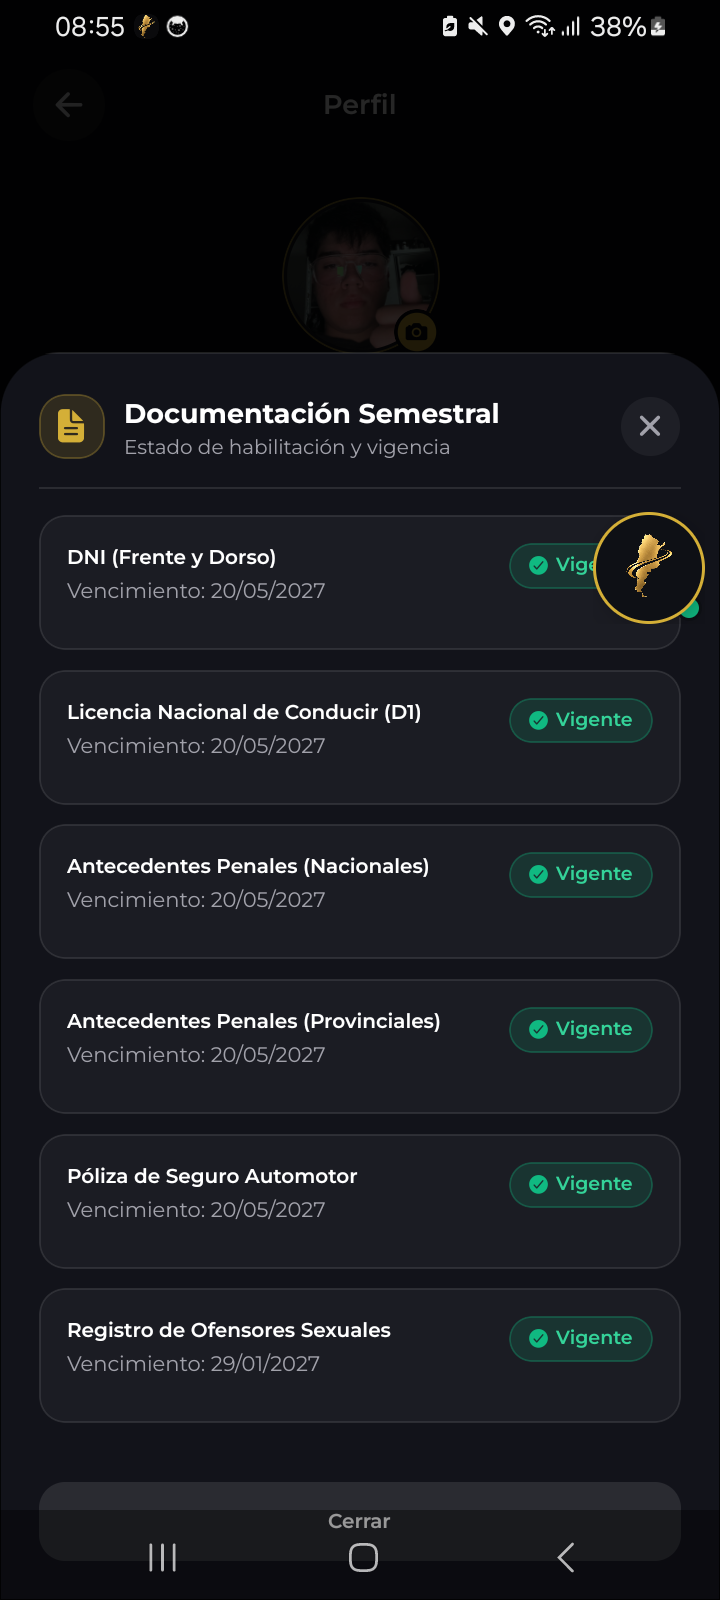 08:55
38%
Perfil
Documentación Semestral
Estado de habilitación y vigencia
DNI (Frente y Dorso)
Vencimiento: 20/05/2027
Licencia Nacional de Conducir (D1)
Vigente
Vencimiento: 20/05/2027
Antecedentes Penales (Nacionales)
Vigente
Vencimiento: 20/05/2027
Antecedentes Penales (Provinciales)
Vigente
Vencimiento: 20/05/2027
Póliza de Seguro Automotor
Vigente
Vencimiento: 20/05/2027
Registro de Ofensores Sexuales
Vigente
Vencimiento: 29/01/2027
Cerrar